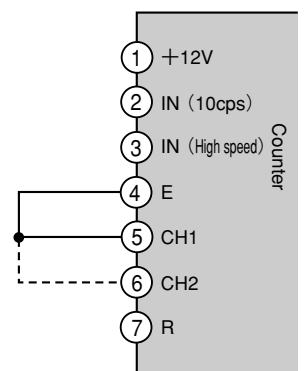 1 +12V
2 IN (10cps)
3 IN (High speed)
4 E
5 CH1
6 CH2
7 R
Counter